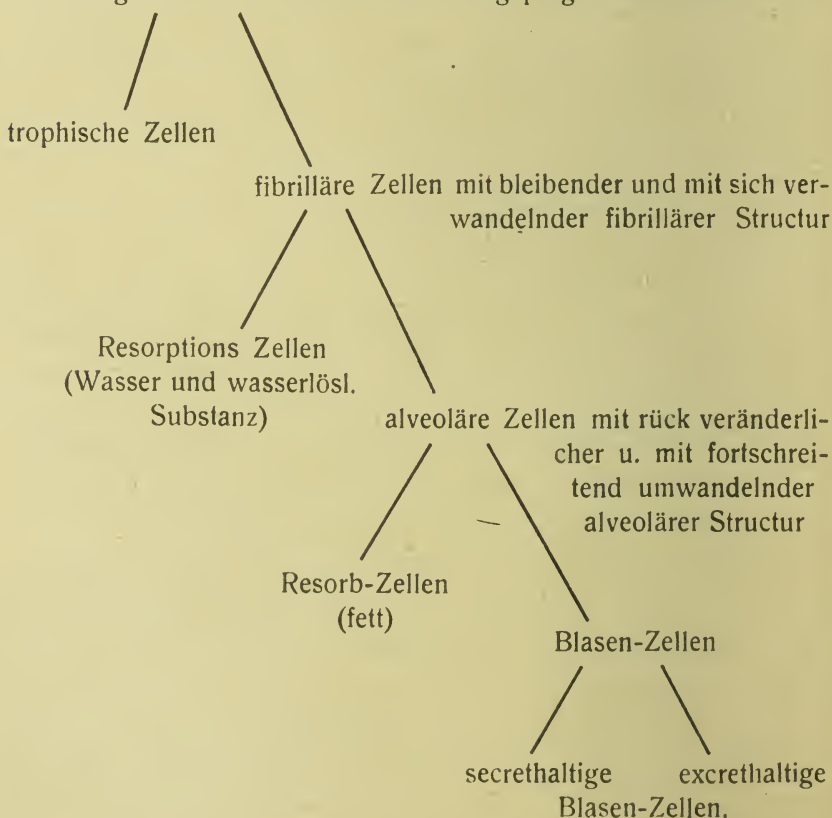 trophische Zellen
fibrilläre Zellen mit bleibender und mit sich ver-
wandelnder fibrillärer Structur
Resorptions Zellen
(Wasser und wasserlösl.
Substanz)
alveoläre Zellen mit rück veränderli-
cher u. mit fortschrei-
tend umwandelnder
alveolärer Structur
Resorb-Zellen
(fett)
Blasen-Zellen
secrethaltige excrethaltige
Blasen-Zellen.